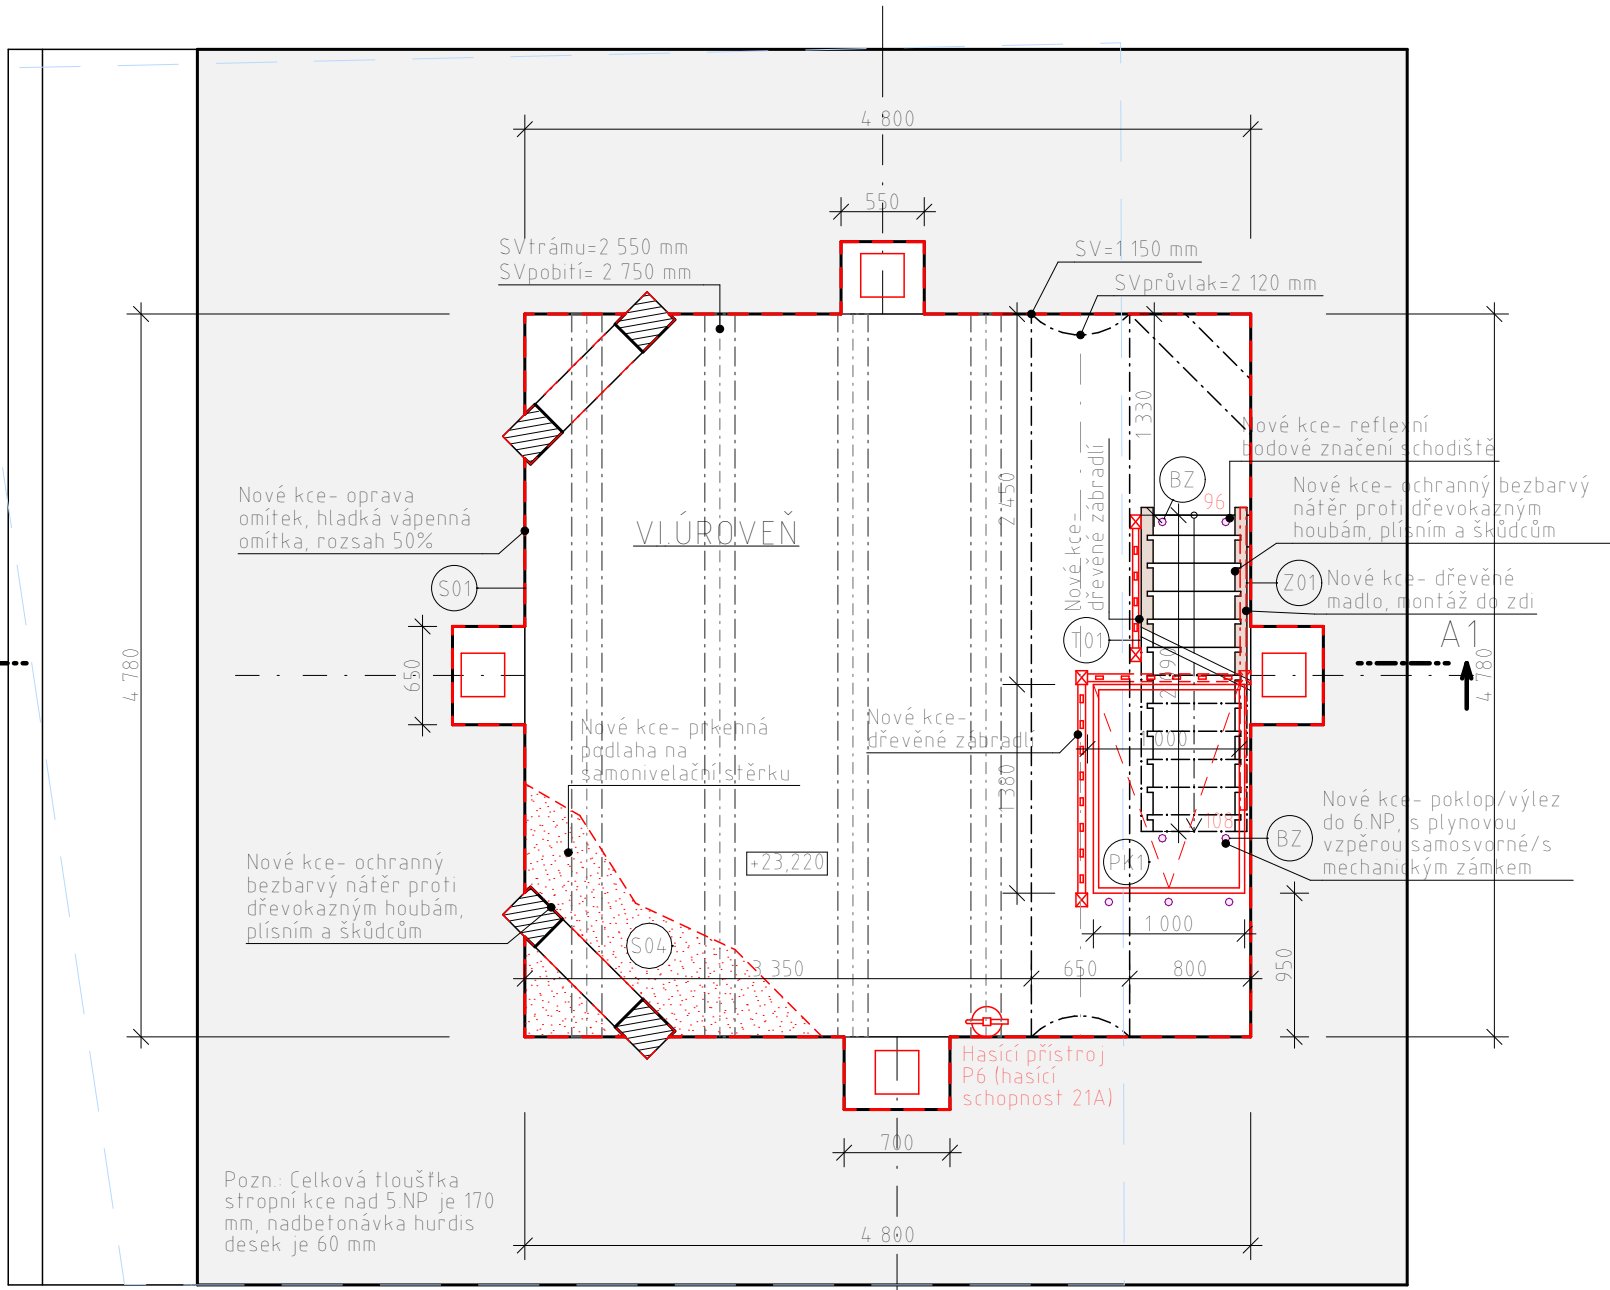 4 800
550
SVtrámu=2 550 mm
SVpobití= 2 750 mm
SV=1 150 mm
SVprůvlak=2 120 mm
1 330
Nové kce- reflexní
bodové značení schodiště
BZ
96
Nové kce- ochranný bezbarvý
nátěr proti dřevokazným
houbám, plísním a škůdcům
Nové kce- oprava
omítek, hladká vápenná
omítka, rozsah 50%
VI.ÚROVEŇ
2 450
Nové kce-
dřevěné zábradlí
S01
Z01
Nové kce- dřevěné
madlo, montáž do zdi
T01
A1
4 780
650
2 090
4 780
Nové kce- prkenná
podlaha na
samonivelační stěrku
Nové kce-
dřevěné zábradlí
1 000
1 380
Nové kce- poklop/výlez
do 6.NP, s plynovou
vzpěrou samosvorné/s
mechanickým zámkem
108
BZ
PK1
+23,220
Nové kce- ochranný
bezbarvý nátěr proti
dřevokazným houbám,
plísním a škůdcům
S04
1 000
3 350
650
800
950
Hasící přístroj
P6 (hasící
schopnost 21A)
700
Pozn.: Celková tloušťka
stropní kce nad 5.NP je 170
mm, nadbetonávka hurdis
desek je 60 mm
4 800